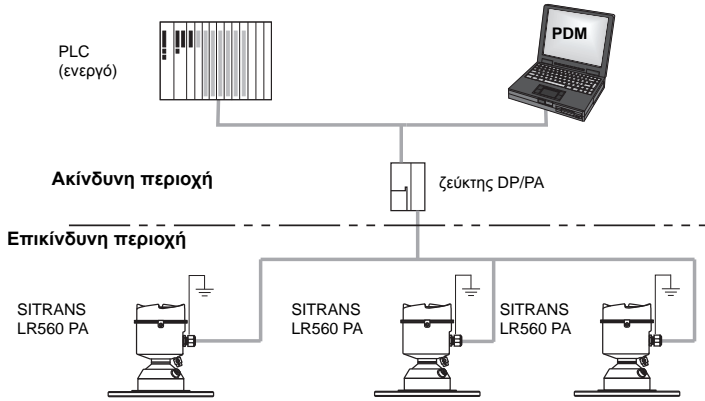 PLC
(ενεργό)
PDM
Ακίνδυνη περιοχή
ζεύκτης DP/PA
Επικίνδυνη περιοχή
SITRANS
LR560 PA
SITRANS
LR560 PA
SITRANS
LR560 PA